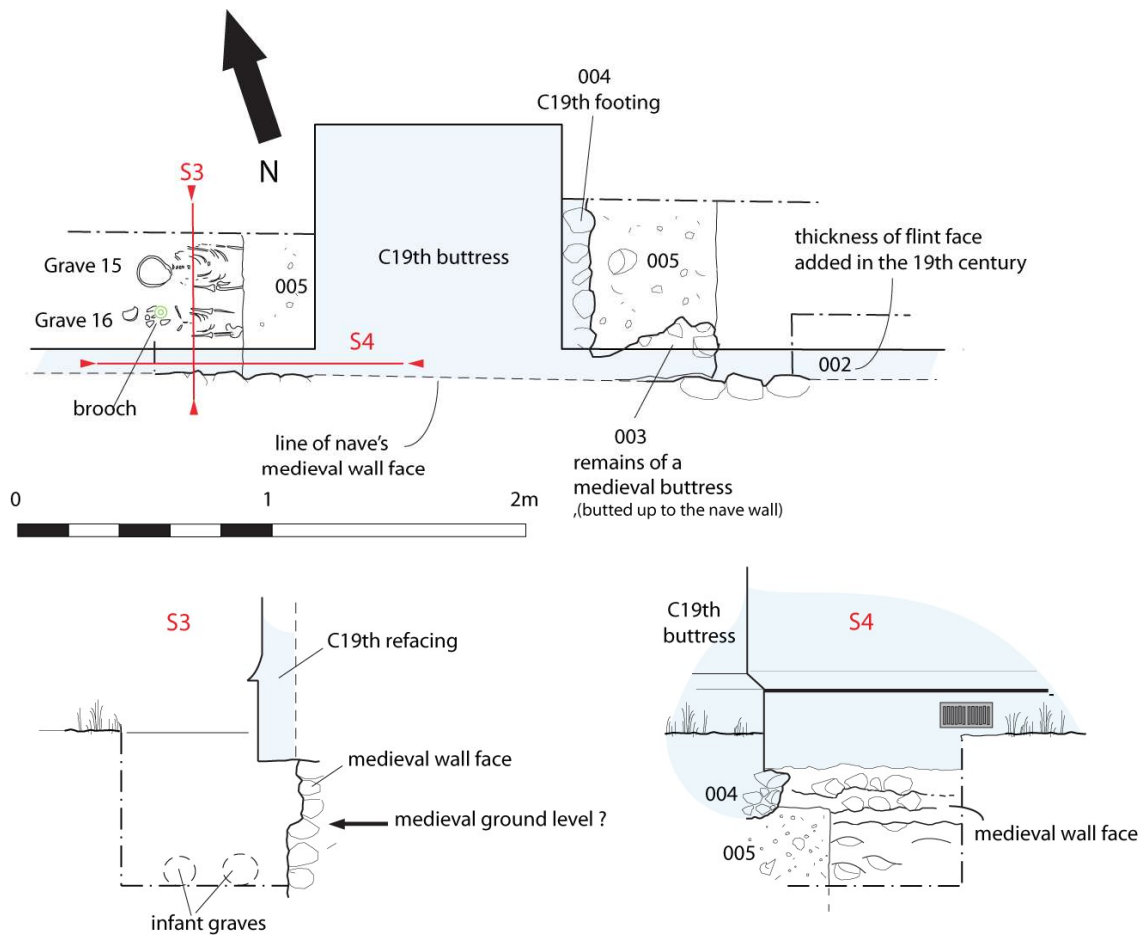 004
C19th footing
S3
N
Grave 15
C19th buttress
005
005
thickness of flint face
added in the 19th century
Grave 16
S4
002
brooch
line of nave's
medieval wall face
003
remains of a
medieval buttress
,(butted up to the nave wall)
0 1 2m
S3
C19th refacing
medieval wall face
medieval ground level ?
infant graves
C19th
buttress
S4
004
005
medieval wall face